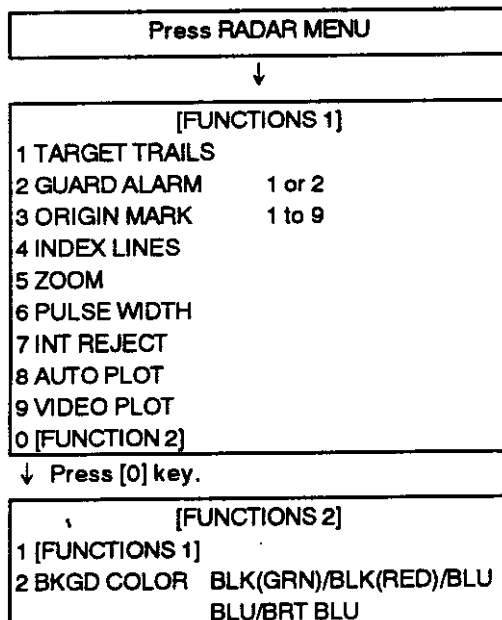 Press RADAR MENU
↓
[FUNCTIONS 1]
1 TARGET TRAILS
2 GUARD ALARM 1 or 2
3 ORIGIN MARK 1 to 9
4 INDEX LINES
5 ZOOM
6 PULSE WIDTH
7 INT REJECT
8 AUTO PLOT
9 VIDEO PLOT
0 [FUNCTION 2]
↓ Press [0] key.
[FUNCTIONS 2]
1 [FUNCTIONS 1]
2 BKGD COLOR BLK(GRN)/BLK(RED)/BLU
BLU/BRT BLU